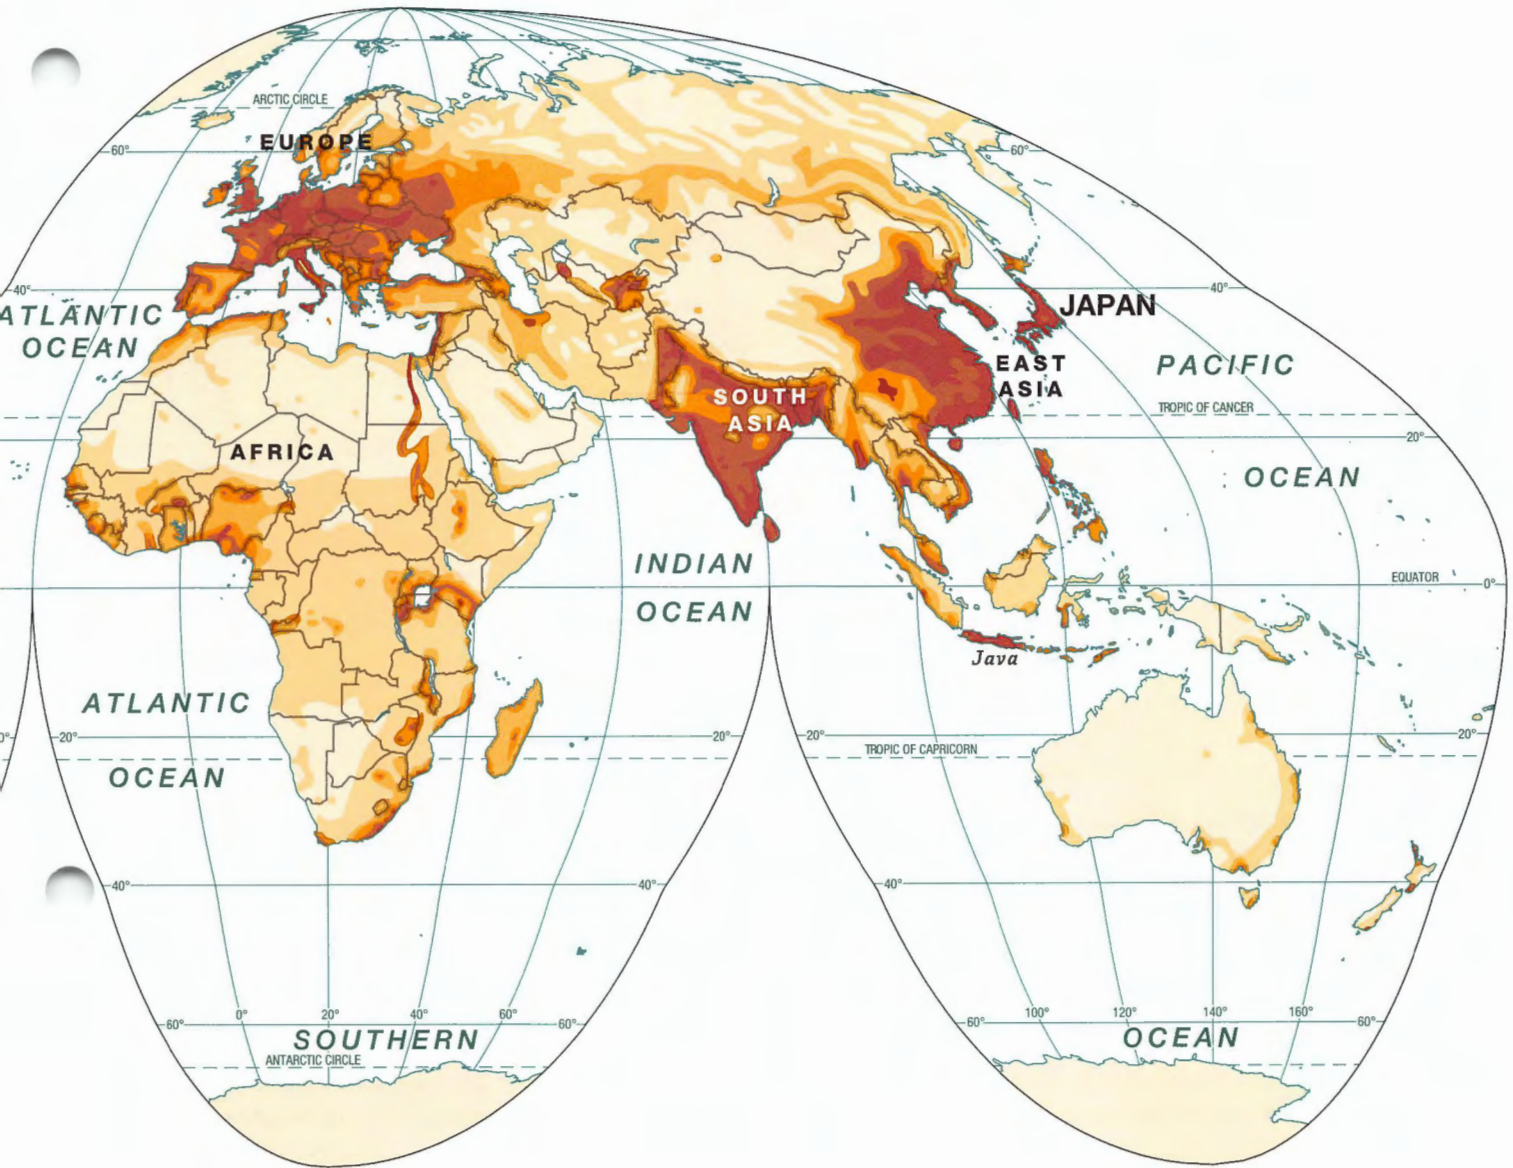 ARCTIC CIRCLE
EUROPE
60°
60°
40°
40°
ATLANTIC
OCEAN
JAPAN
EAST
ASIA
PACIFIC
OCEAN
SOUTH
ASIA
TROPIC OF CANCER
20°
AFRICA
INDIAN
OCEAN
EQUATOR
0°
Java
ATLANTIC
OCEAN
20°
20°
20°
20°
TROPIC OF CAPRICORN
40°
40°
40°
60°
0°
20°
40°
60°
60°
60°
100°
120°
140°
160°
60°
SOUTHERN
OCEAN
ANTARCTIC CIRCLE